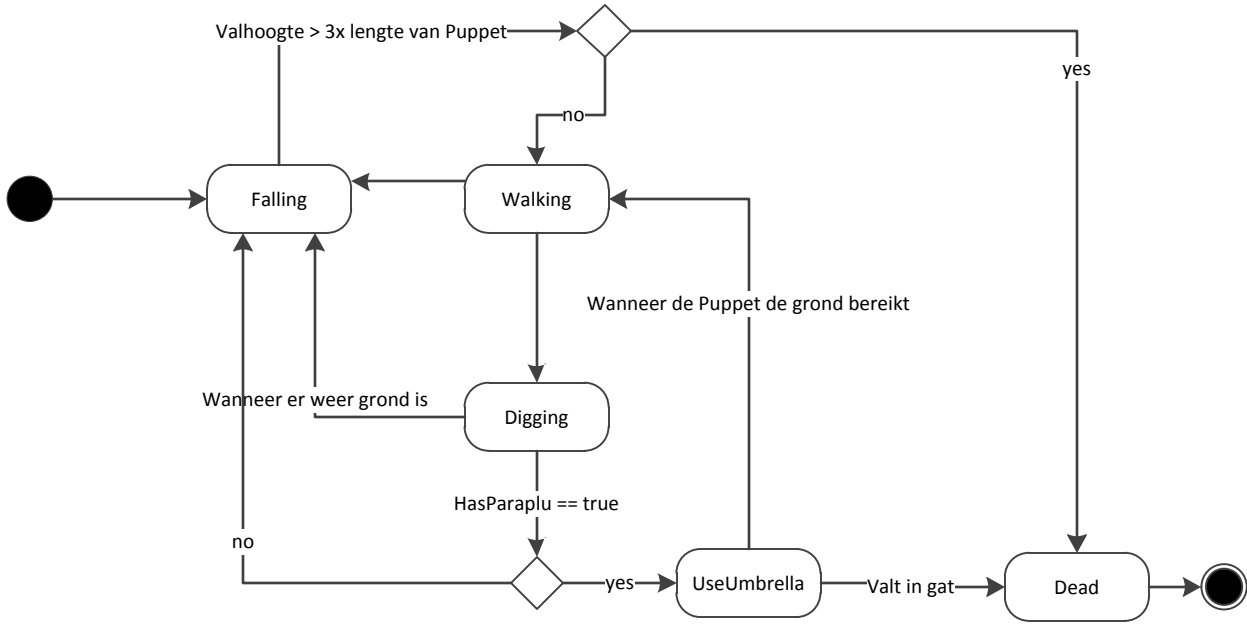 Valhoogte > 3x lengte van Puppet
yes
no
Falling
Walking
Wanneer de Puppet de grond bereikt
Wanneer er weer grond is
Digging
HasParaplu == true
no
yes
UseUmbrella
Valt in gat
Dead